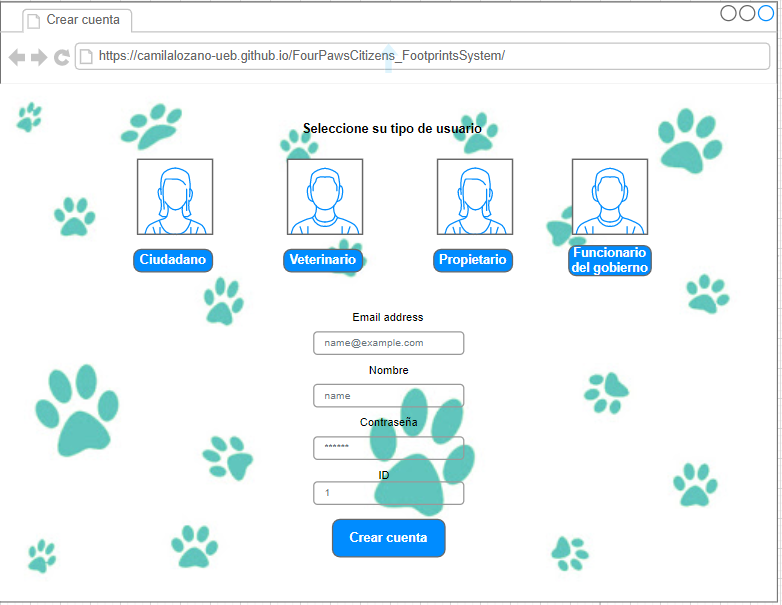 Crear cuenta
https://camilalozano-ueb.github.io/FourPawsCitizens_FootprintsSystem/
Seleccione su tipo de usuario
Ciudadano
Veterinario
Propietario
Funcionario
del gobierno
Email address
name@example.com
Nombre
name
Contraseña
******
ID
1
Crear cuenta